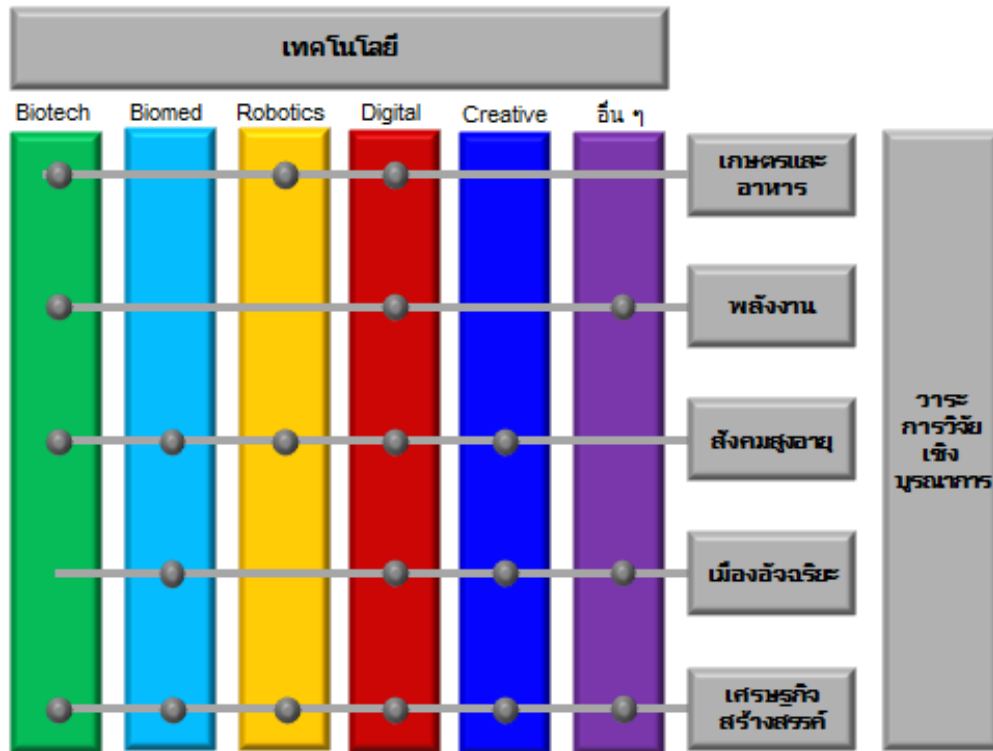 เทคโนโลยี
Biotech Biomed Robotics Digital Creative อื่น ๆ
เกษตรและ
อาหาร
พลังงาน
สังคมสูงอายุ
เมืองอัจฉริยะ
เศรษฐกิจ
สร้างสรรค์
วาระ
การวิจัย
เชิง
บูรณาการ